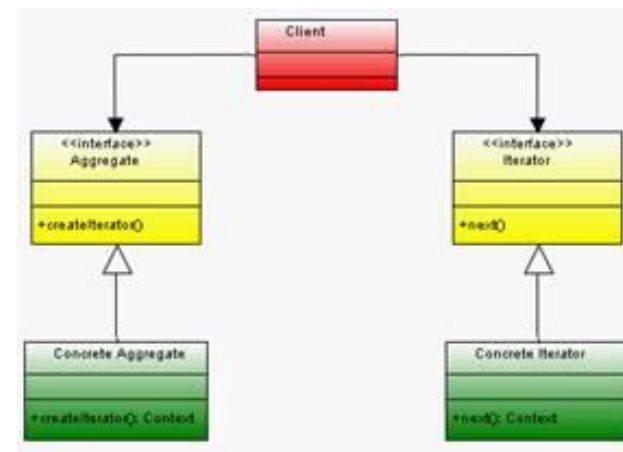 Client
<<interface>>
Aggregate
+createIterator()
<<interface>>
Iterator
+next()
Concrete Aggregate
+createIterator(): Context
Concrete Iterator
+next(): Context